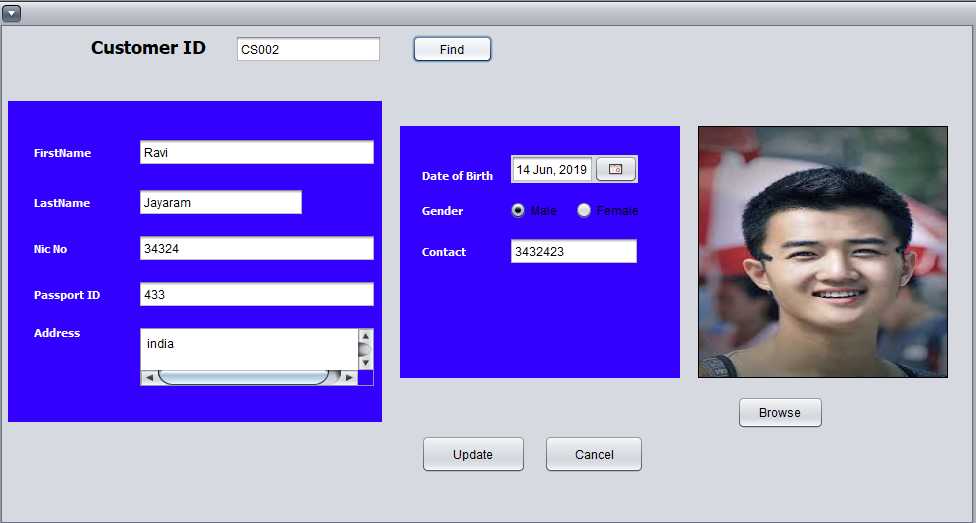 Customer ID CS002 Find
FirstName Ravi
LastName Jayaram
Nic No 34324
Passport ID 433
Address india
Date of Birth 14 Jun, 2019
Gender Male Female
Contact 3432423
Browse
Update Cancel